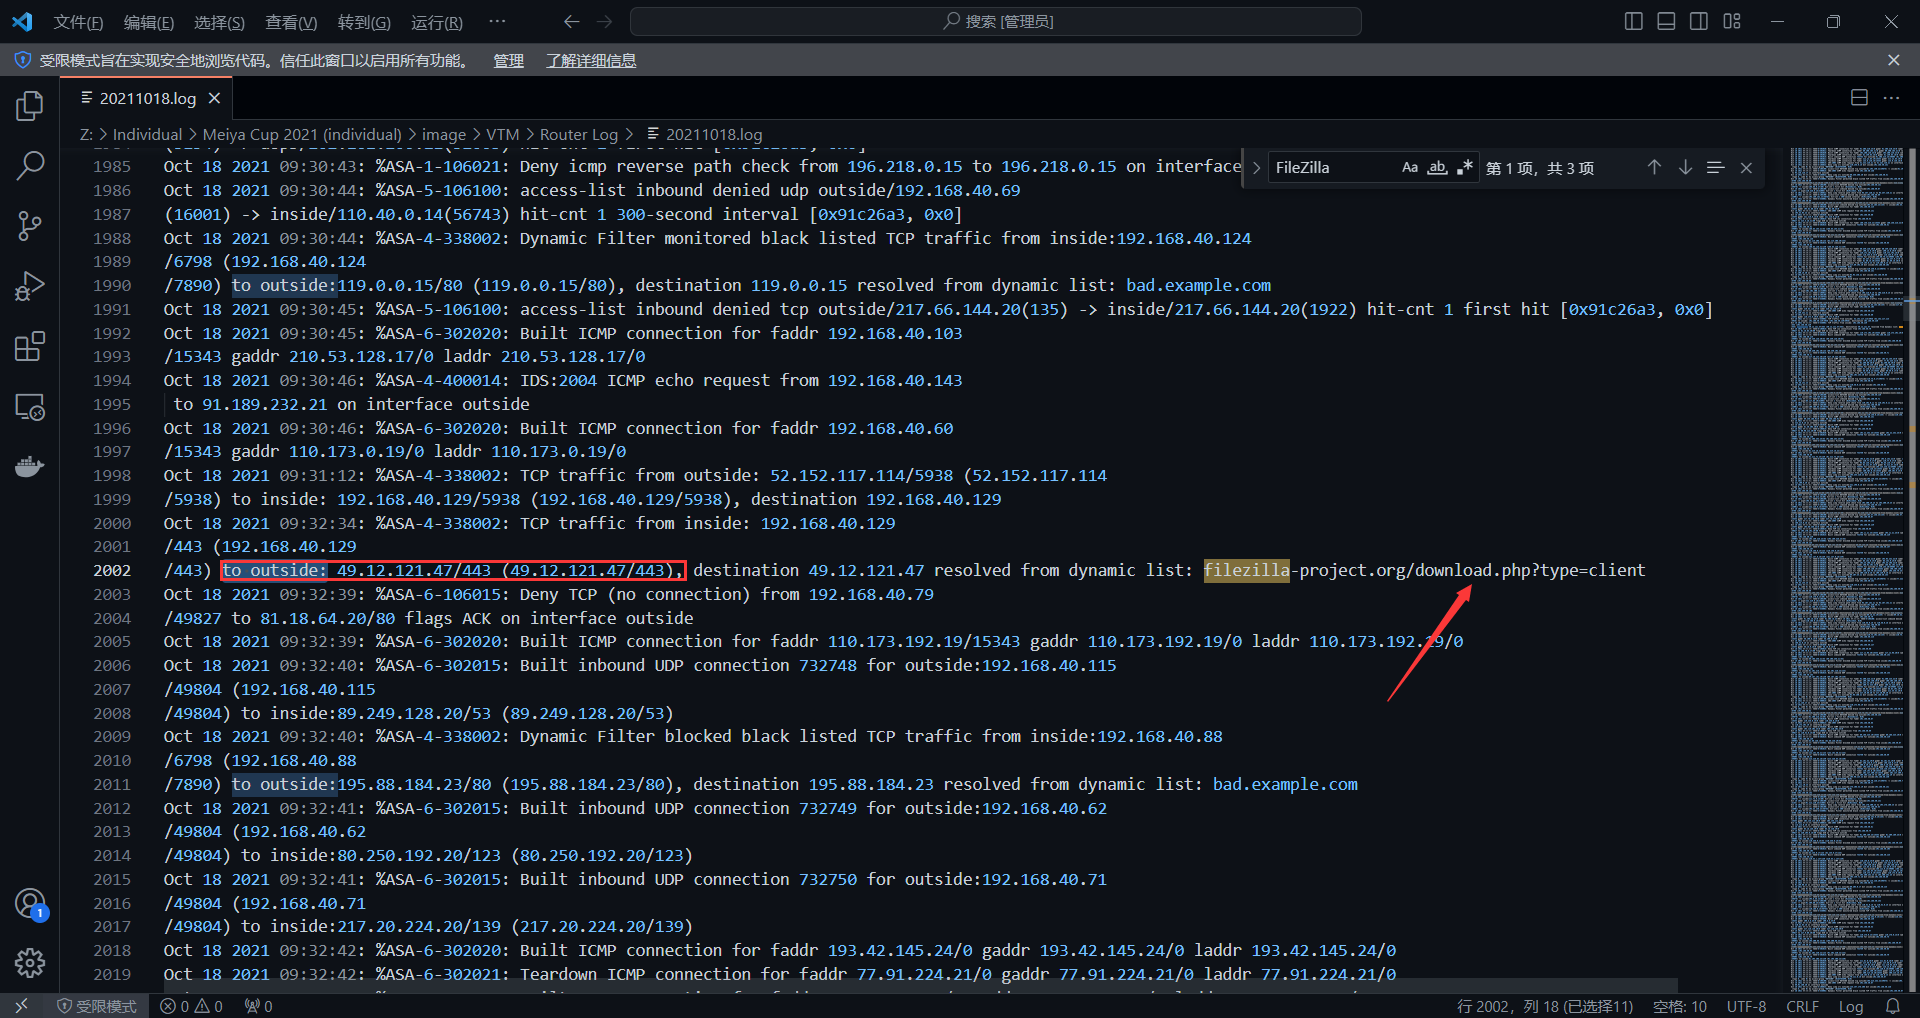 文件(F) 编辑(E) 选择(S) 查看(V) 转到(G) 运行(R) ··· 搜索 [管理员]
受限模式旨在实现安全地浏览代码。信任此窗口以启用所有功能。 管理 了解详细信息
20211018.log
Z: > Individual > Meiya Cup 2021 (individual) > image > VTM > Router Log > 20211018.log
FileZilla Aa ab .* 第 1 项，共 3 项
1985 Oct 18 2021 09:30:43: %ASA-1-106021: Deny icmp reverse path check from 196.218.0.15 to 196.218.0.15 on interface
1986 Oct 18 2021 09:30:44: %ASA-5-106100: access-list inbound denied udp outside/192.168.40.69
1987 (16001) -> inside/110.40.0.14(56743) hit-cnt 1 300-second interval [0x91c26a3, 0x0]
1988 Oct 18 2021 09:30:44: %ASA-4-338002: Dynamic Filter monitored black listed TCP traffic from inside:192.168.40.124
1989 /6798 (192.168.40.124
1990 /7890) to outside:119.0.0.15/80 (119.0.0.15/80), destination 119.0.0.15 resolved from dynamic list: bad.example.com
1991 Oct 18 2021 09:30:45: %ASA-5-106100: access-list inbound denied tcp outside/217.66.144.20(135) -> inside/217.66.144.20(1922) hit-cnt 1 first hit [0x91c26a3, 0x0]
1992 Oct 18 2021 09:30:45: %ASA-6-302020: Built ICMP connection for faddr 192.168.40.103
1993 /15343 gaddr 210.53.128.17/0 laddr 210.53.128.17/0
1994 Oct 18 2021 09:30:46: %ASA-4-400014: IDS:2004 ICMP echo request from 192.168.40.143
1995 to 91.189.232.21 on interface outside
1996 Oct 18 2021 09:30:46: %ASA-6-302020: Built ICMP connection for faddr 192.168.40.60
1997 /15343 gaddr 110.173.0.19/0 laddr 110.173.0.19/0
1998 Oct 18 2021 09:31:12: %ASA-4-338002: TCP traffic from outside: 52.152.117.114/5938 (52.152.117.114
1999 /5938) to inside: 192.168.40.129/5938 (192.168.40.129/5938), destination 192.168.40.129
2000 Oct 18 2021 09:32:34: %ASA-4-338002: TCP traffic from inside: 192.168.40.129
2001 /443 (192.168.40.129
2002 /443) to outside: 49.12.121.47/443 (49.12.121.47/443), destination 49.12.121.47 resolved from dynamic list: filezilla-project.org/download.php?type=client
2003 Oct 18 2021 09:32:39: %ASA-6-106015: Deny TCP (no connection) from 192.168.40.79
2004 /49827 to 81.18.64.20/80 flags ACK on interface outside
2005 Oct 18 2021 09:32:39: %ASA-6-302020: Built ICMP connection for faddr 110.173.192.19/15343 gaddr 110.173.192.19/0 laddr 110.173.192.19/0
2006 Oct 18 2021 09:32:40: %ASA-6-302015: Built inbound UDP connection 732748 for outside:192.168.40.115
2007 /49804 (192.168.40.115
2008 /49804) to inside:89.249.128.20/53 (89.249.128.20/53)
2009 Oct 18 2021 09:32:40: %ASA-4-338002: Dynamic Filter blocked black listed TCP traffic from inside:192.168.40.88
2010 /6798 (192.168.40.88
2011 /7890) to outside:195.88.184.23/80 (195.88.184.23/80), destination 195.88.184.23 resolved from dynamic list: bad.example.com
2012 Oct 18 2021 09:32:41: %ASA-6-302015: Built inbound UDP connection 732749 for outside:192.168.40.62
2013 /49804 (192.168.40.62
2014 /49804) to inside:80.250.192.20/123 (80.250.192.20/123)
2015 Oct 18 2021 09:32:41: %ASA-6-302015: Built inbound UDP connection 732750 for outside:192.168.40.71
2016 /49804 (192.168.40.71
2017 /49804) to inside:217.20.224.20/139 (217.20.224.20/139)
2018 Oct 18 2021 09:32:42: %ASA-6-302020: Built ICMP connection for faddr 193.42.145.24/0 gaddr 193.42.145.24/0 laddr 193.42.145.24/0
2019 Oct 18 2021 09:32:42: %ASA-6-302021: Teardown ICMP connection for faddr 77.91.224.21/0 gaddr 77.91.224.21/0 laddr 77.91.224.21/0
1
受限模式 0 0 0 行 2002，列 18 (已选择11) 空格: 10 UTF-8 CRLF Log